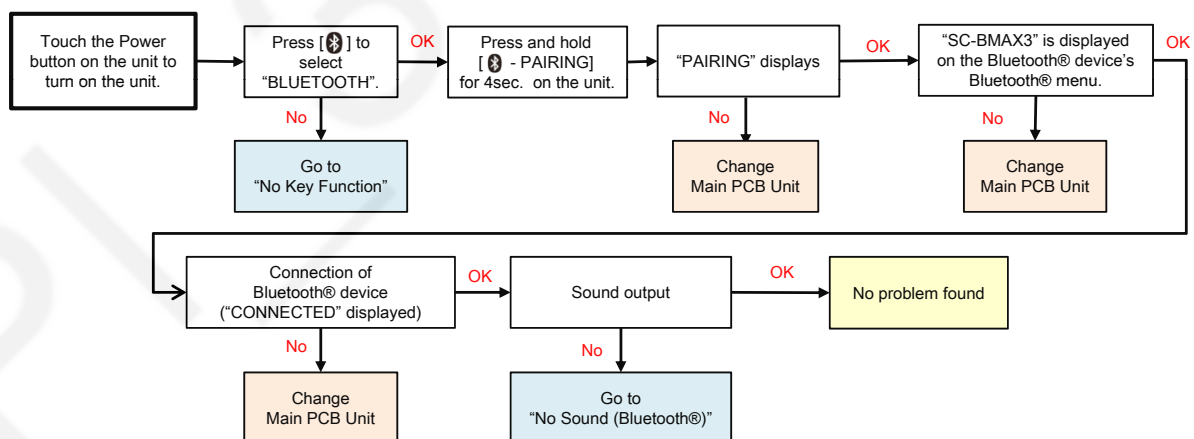 Touch the Power
button on the unit to
turn on the unit.
Press [ ] to
select
“BLUETOOTH”.
OK
No
Go to
“No Key Function”
Press and hold
[ - PAIRING]
for 4sec. on the unit.
“PAIRING” displays
OK
No
Change
Main PCB Unit
“SC-BMAX3” is displayed
on the Bluetooth® device’s
Bluetooth® menu.
OK
No
Change
Main PCB Unit
Connection of
Bluetooth® device
(“CONNECTED” displayed)
OK
No
Change
Main PCB Unit
Sound output
OK
No
Go to
“No Sound (Bluetooth®)”
No problem found